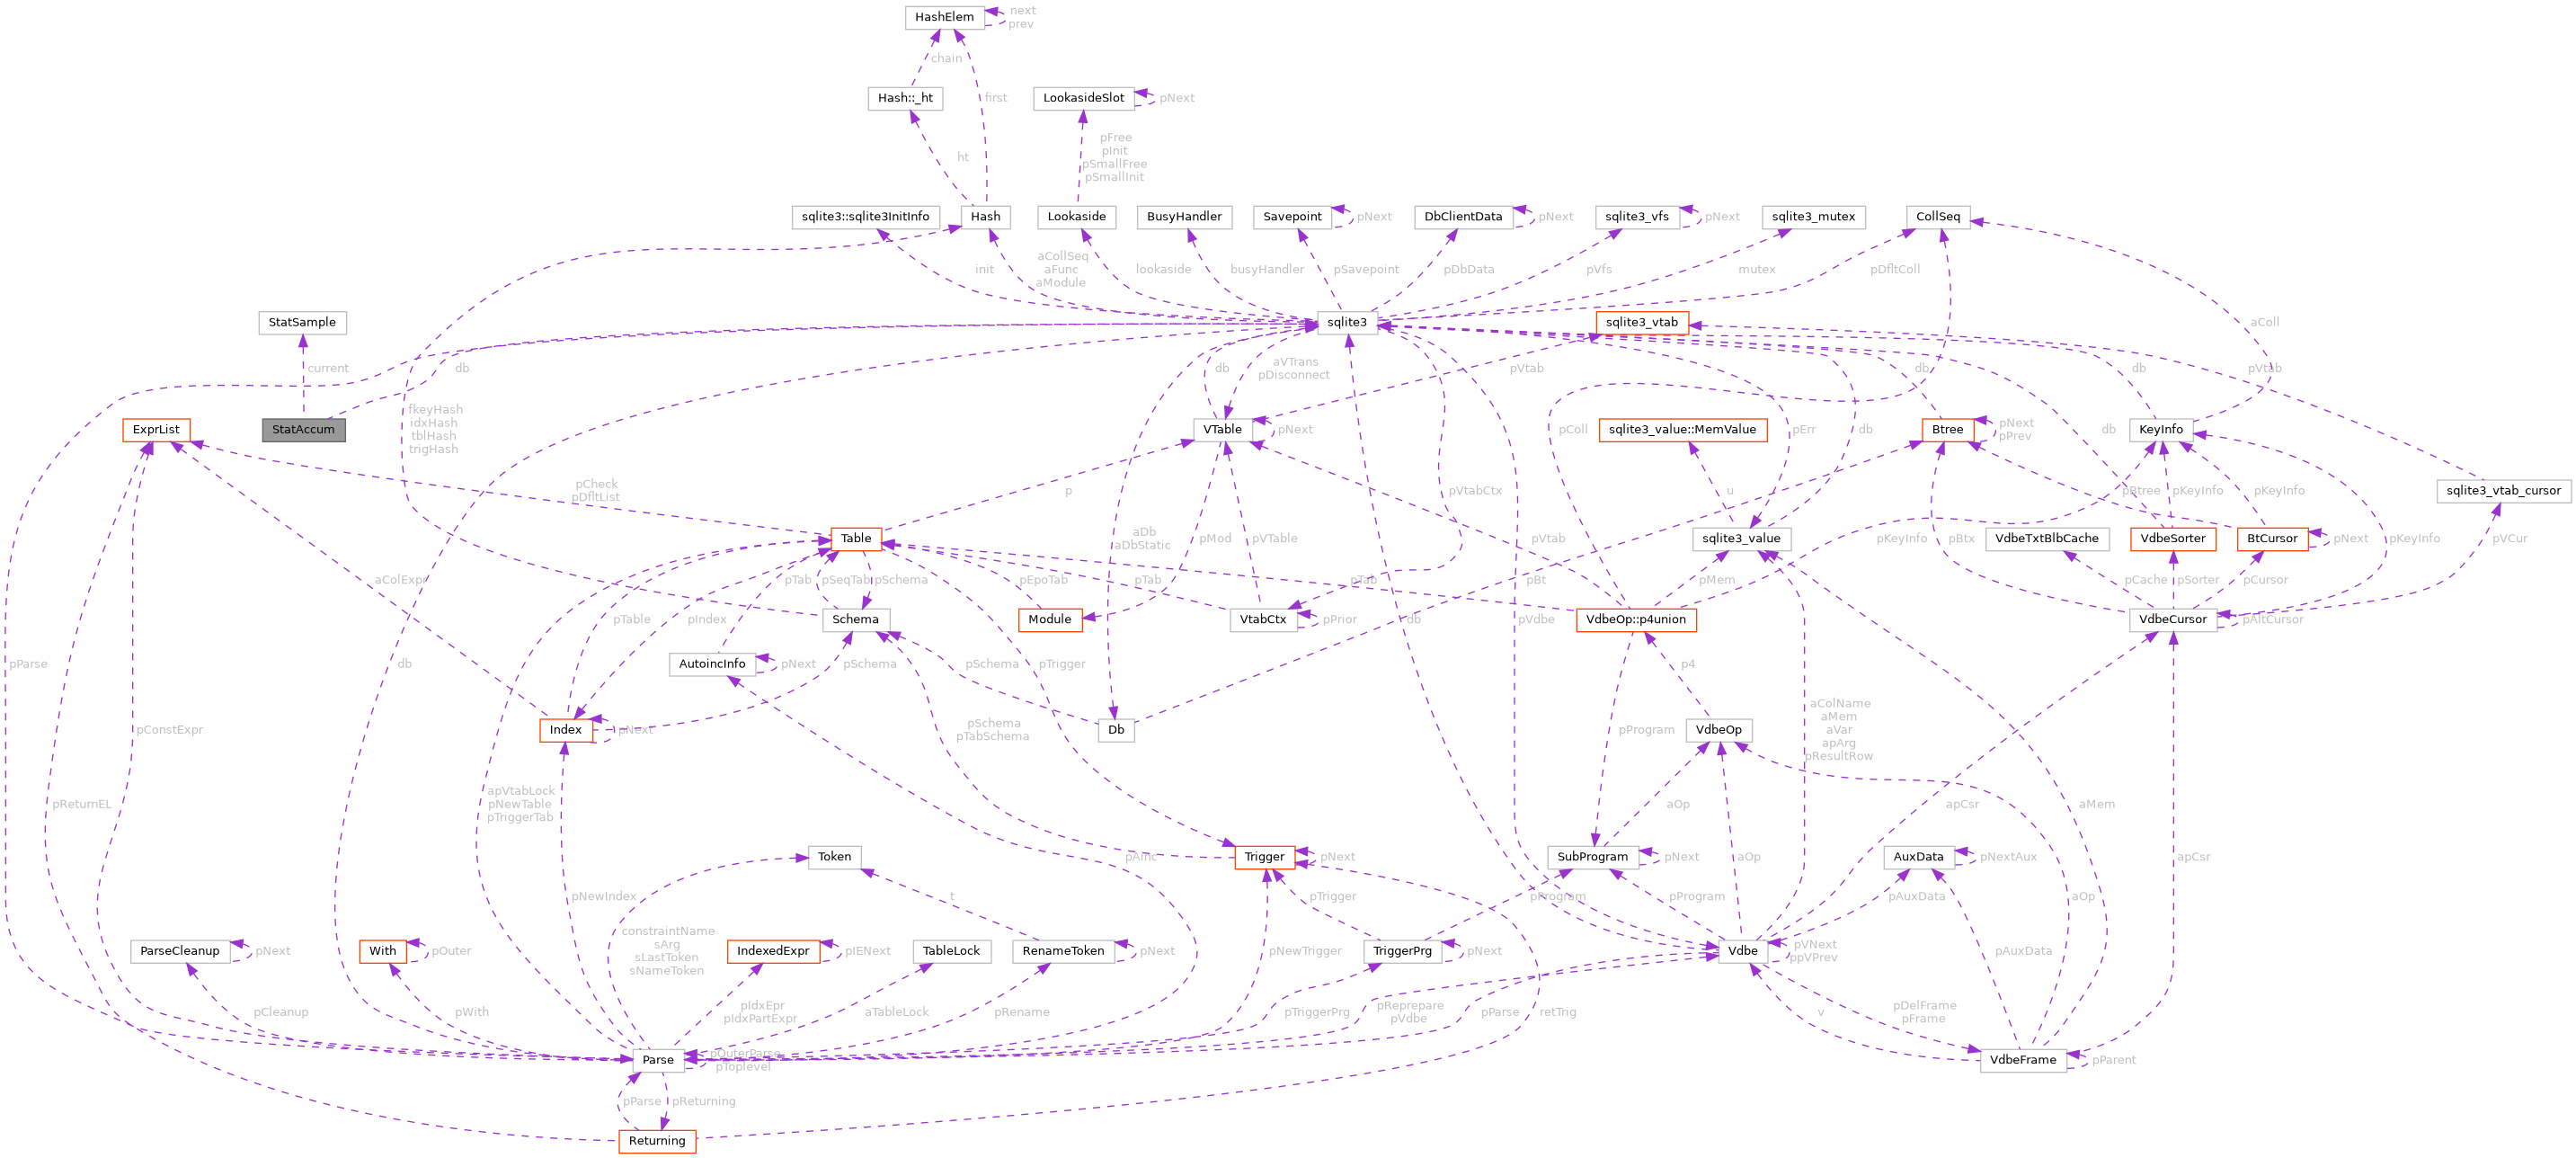 HashElem
next
prev
chain
Hash::_ht
first
LookasideSlot
pNext
pFree
pInit
pSmallFree
pSmallInit
ht
sqlite3::sqlite3InitInfo
Hash
Lookaside
BusyHandler
Savepoint
pNext
DbClientData
pNext
sqlite3_vfs
pNext
sqlite3_mutex
CollSeq
init
aCollSeq
aFunc
aModule
lookaside
busyHandler
pSavepoint
pDbData
pVfs
mutex
pDfltColl
StatSample
sqlite3
sqlite3_vtab
aColl
current
db
db
aVTrans
pDisconnect
pVtab
db
db
pVtab
fkeyHash
idxHash
tblHash
trigHash
ExprList
StatAccum
VTable
pNext
pColl
sqlite3_value::MemValue
pErr
db
Btree
pNext
pPrev
db
KeyInfo
pCheck
pDfltList
p
pVtabCtx
u
pBtree
pKeyInfo
pKeyInfo
sqlite3_vtab_cursor
Table
aDb
aDbStatic
pMod
pVTable
pVtab
sqlite3_value
pKeyInfo
pBtx
VdbeTxtBlbCache
VdbeSorter
BtCursor
pNext
pKeyInfo
pVCur
aColExpr
pTab
pSeqTab
pSchema
pEpoTab
pTab
pTab
pBt
pMem
pCache
pSorter
pCursor
pTable
pIndex
Schema
Module
VtabCtx
pPrior
db
pVdbe
VdbeOp::p4union
VdbeCursor
pAltCursor
pParse
db
AutoincInfo
pNext
pSchema
pSchema
pTrigger
p4
pConstExpr
Index
pNext
pSchema
pTabSchema
Db
pProgram
VdbeOp
aColName
aMem
aVar
apArg
pResultRow
pReturnEL
apVtabLock
pNewTable
pTriggerTab
aOp
apCsr
aMem
Token
pAinc
Trigger
pNext
SubProgram
pNext
aOp
AuxData
pNextAux
apCsr
pNewIndex
t
pTrigger
pProgram
pProgram
pAuxData
aOp
constraintName
sArg
sLastToken
sNameToken
ParseCleanup
pNext
With
pOuter
IndexedExpr
pIENext
TableLock
RenameToken
pNext
pNewTrigger
TriggerPrg
pNext
Vdbe
pVNext
ppVPrev
pAuxData
pCleanup
pWith
pIdxEpr
pIdxPartExpr
aTableLock
pRename
pTriggerPrg
pReprepare
pVdbe
pParse
retTrig
v
pDelFrame
pFrame
Parse
pOuterParse
pToplevel
VdbeFrame
pParent
pParse
pReturning
Returning